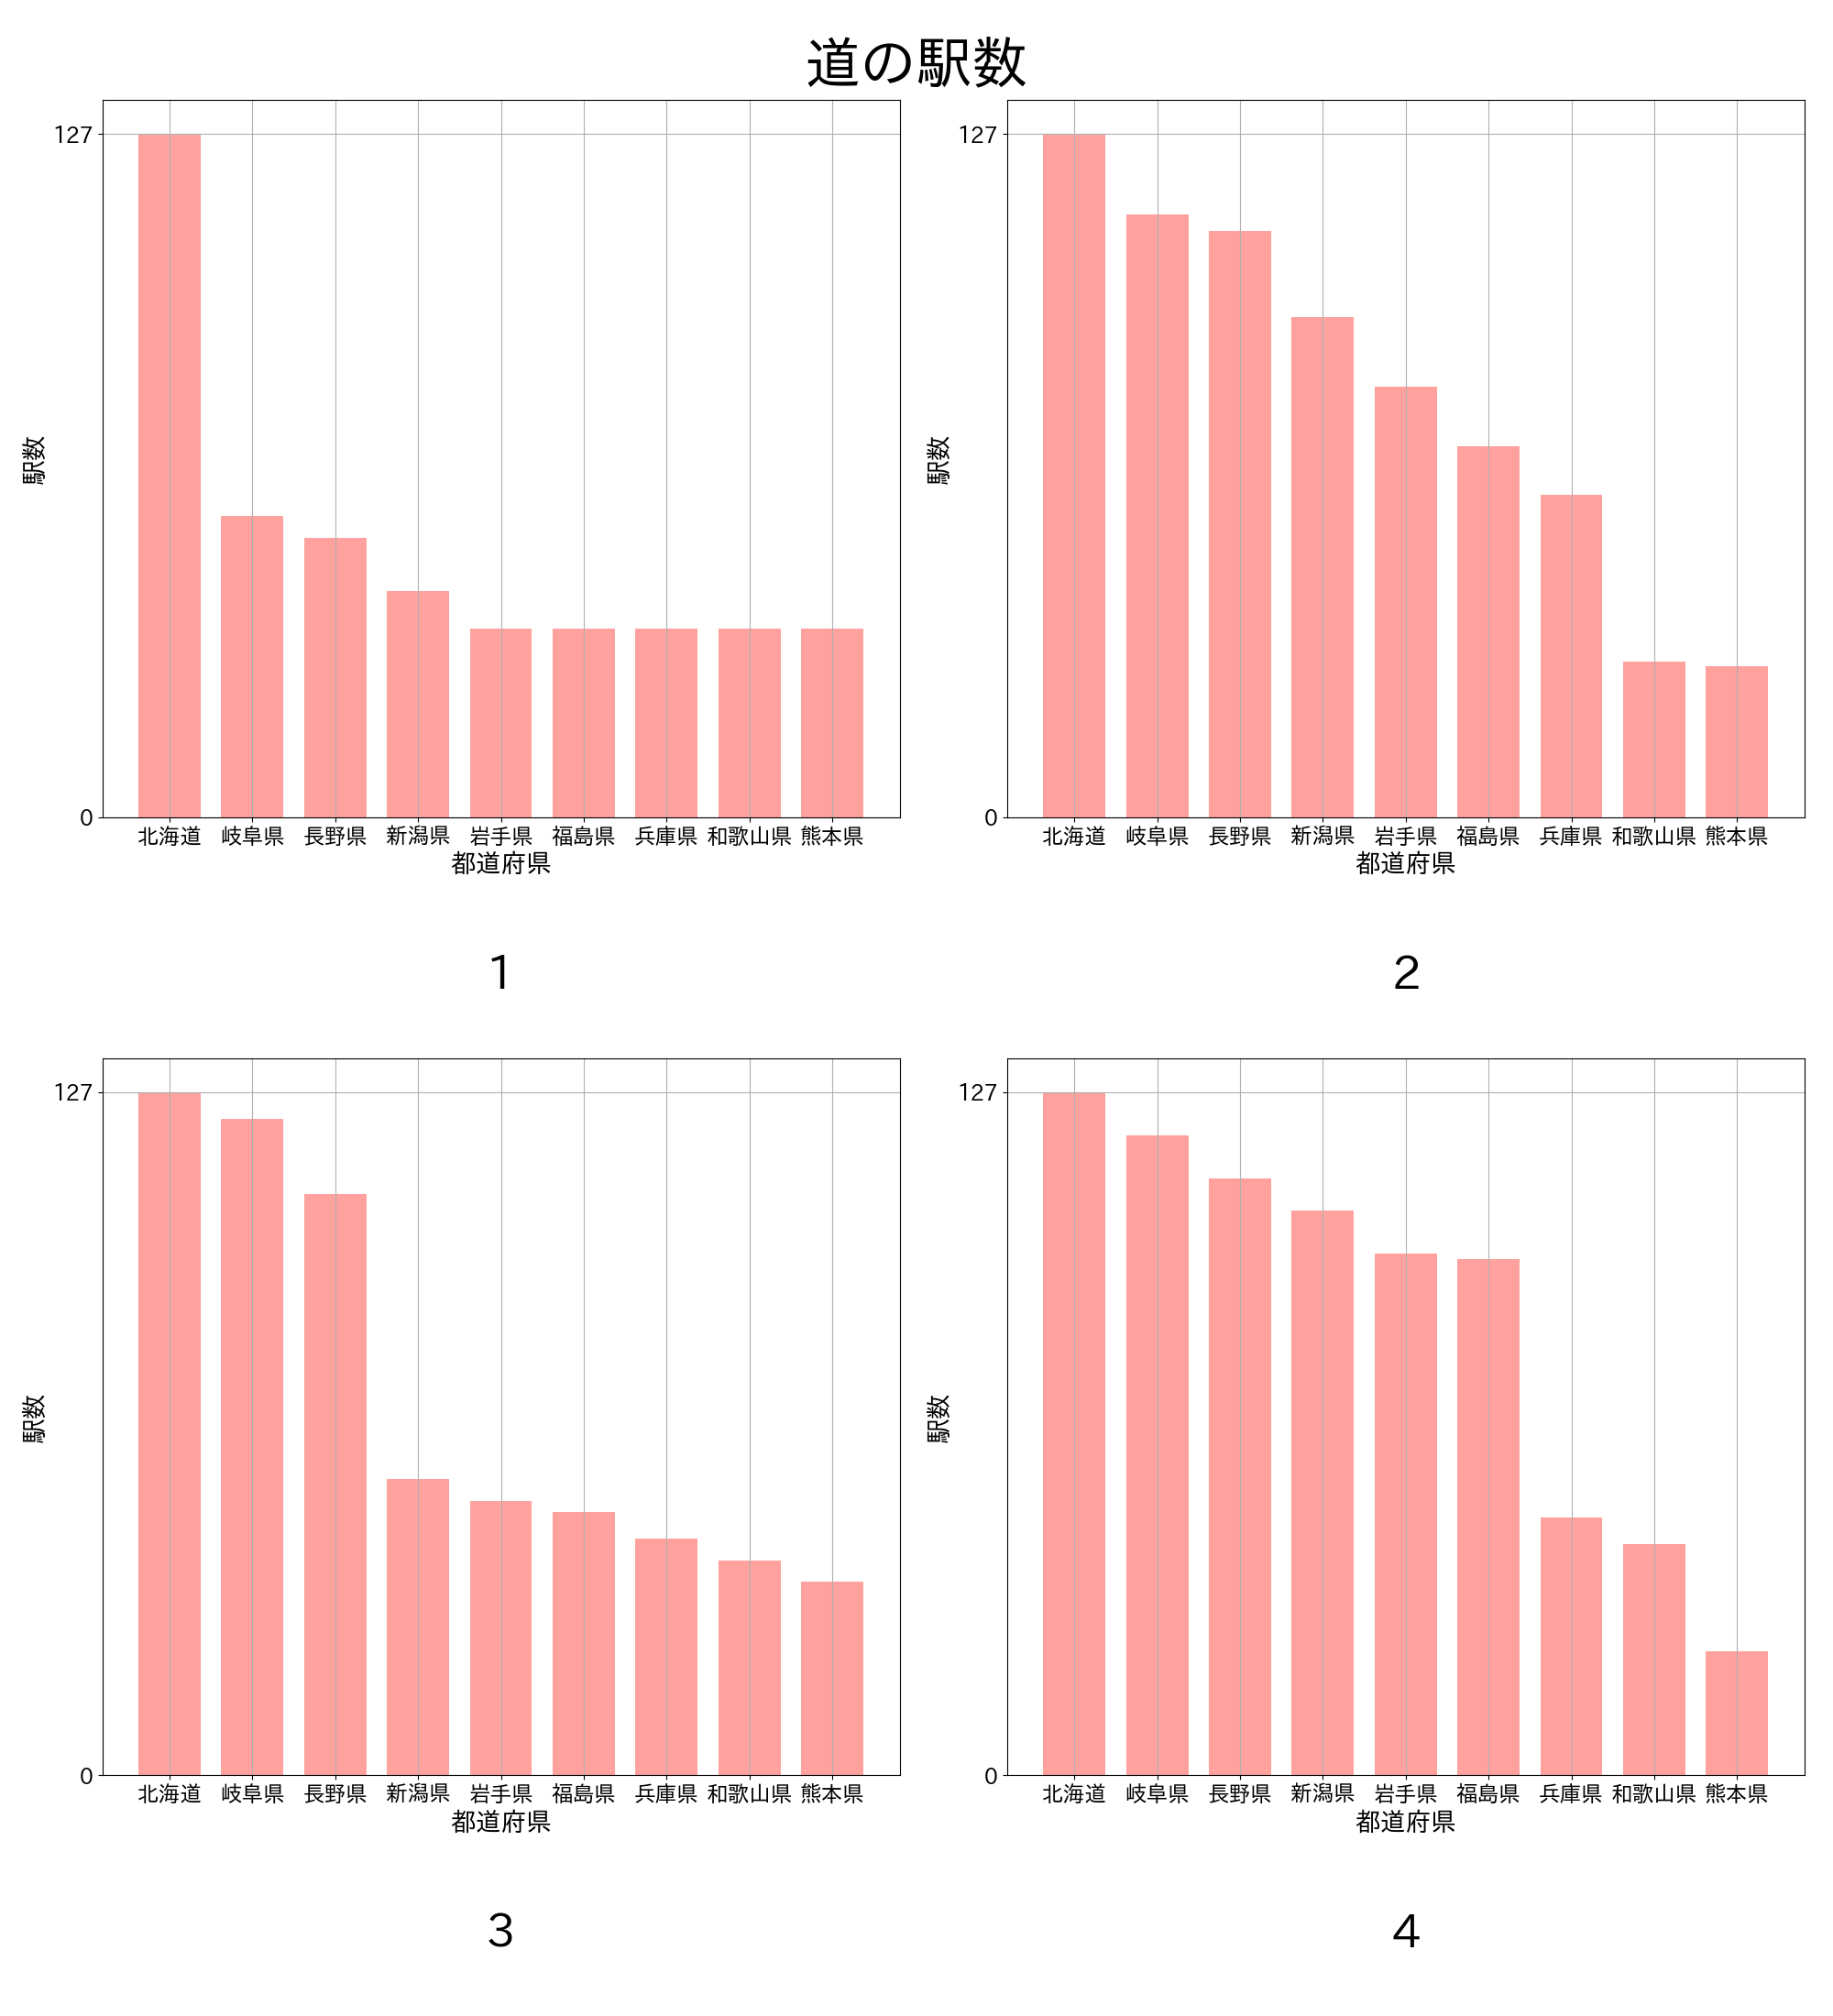 道の駅数
127
駅数
0
北海道 岐阜県 長野県 新潟県 岩手県 福島県 兵庫県 和歌山県 熊本県
都道府県
1
127
駅数
0
北海道 岐阜県 長野県 新潟県 岩手県 福島県 兵庫県 和歌山県 熊本県
都道府県
2
127
駅数
0
北海道 岐阜県 長野県 新潟県 岩手県 福島県 兵庫県 和歌山県 熊本県
都道府県
3
127
駅数
0
北海道 岐阜県 長野県 新潟県 岩手県 福島県 兵庫県 和歌山県 熊本県
都道府県
4